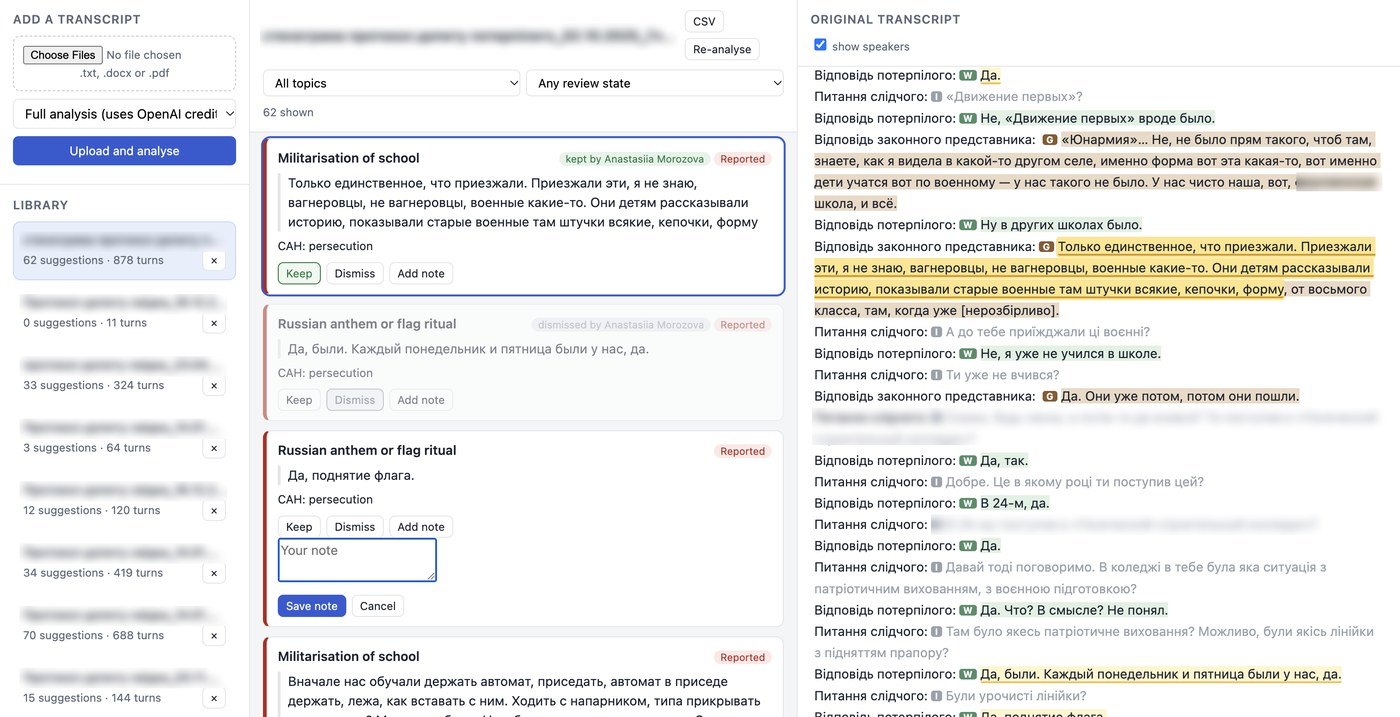 ADD A TRANSCRIPT
Choose Files No file chosen
.txt, .docx or .pdf
Full analysis (uses OpenAI credit
Upload and analyse
LIBRARY
62 suggestions · 878 turns ×
0 suggestions · 11 turns ×
33 suggestions · 324 turns ×
3 suggestions · 64 turns ×
12 suggestions · 120 turns ×
34 suggestions · 419 turns ×
70 suggestions · 688 turns ×
15 suggestions · 144 turns ×
CSV
Re-analyse
All topics
Any review state
62 shown
Militarisation of school kept by Anastasiia Morozova Reported
Только единственное, что приезжали. Приезжали эти, я не знаю,
вагнеровцы, не вагнеровцы, военные какие-то. Они детям рассказывали
историю, показывали старые военные там штучки всякие, кепочки, форму
CAH: persecution
Keep Dismiss Add note
Russian anthem or flag ritual dismissed by Anastasiia Morozova Reported
Да, были. Каждый понедельник и пятница были у нас, да.
CAH: persecution
Keep Dismiss Add note
Russian anthem or flag ritual Reported
Да, поднятие флага.
CAH: persecution
Keep Dismiss Add note
Your note
Save note Cancel
Militarisation of school Reported
Вначале нас обучали держать автомат, приседать, автомат в приседе
держать, лежа, как вставать с ним. Ходить с напарником, типа прикрывать
ORIGINAL TRANSCRIPT
show speakers
Відповідь потерпілого: W Да.
Питання слідчого: I «Движение первых»?
Відповідь потерпілого: W Не, «Движение первых» вроде было.
Відповідь законного представника: G «Юнармия»... Не, не было прям такого, чтоб там,
знаете, как я видела в какой-то другом селе, именно форма вот эта какая-то, вот именно
дети учатся вот по военному — у нас такого не было. У нас чисто наша, вот,
школа, и всё.
Відповідь потерпілого: W Ну в других школах было.
Відповідь законного представника: G Только единственное, что приезжали. Приезжали
эти, я не знаю, вагнеровцы, не вагнеровцы, военные какие-то. Они детям рассказывали
историю, показывали старые военные там штучки всякие, кепочки, форму, от восьмого
класса, там, когда уже [нерозбірливо].
Питання слідчого: I А до тебе приїжджали ці воєнні?
Відповідь потерпілого: W Не, я уже не учился в школе.
Питання слідчого: I Ти уже не вчився?
Відповідь законного представника: G Да. Они уже потом, потом они пошли.
Відповідь потерпілого: W Да, так.
Питання слідчого: I Добре. Це в якому році ти поступив цей?
Відповідь потерпілого: W В 24-м, да.
Питання слідчого:
Відповідь потерпілого: W Да.
Питання слідчого: I Давай тоді поговоримо. В коледжі в тебе була яка ситуація з
патріотичним вихованням, з воєнною підготовкою?
Відповідь потерпілого: W Да. Что? В смысле? Не понял.
Питання слідчого: I Там було якесь патріотичне виховання? Можливо, були якісь лінійки
з підняттям прапору?
Відповідь потерпілого: W Да, были. Каждый понедельник и пятница были у нас, да.
Питання слідчого: I Були урочисті лінійки?
Відповідь потерпілого: W Да, поднятие флага.